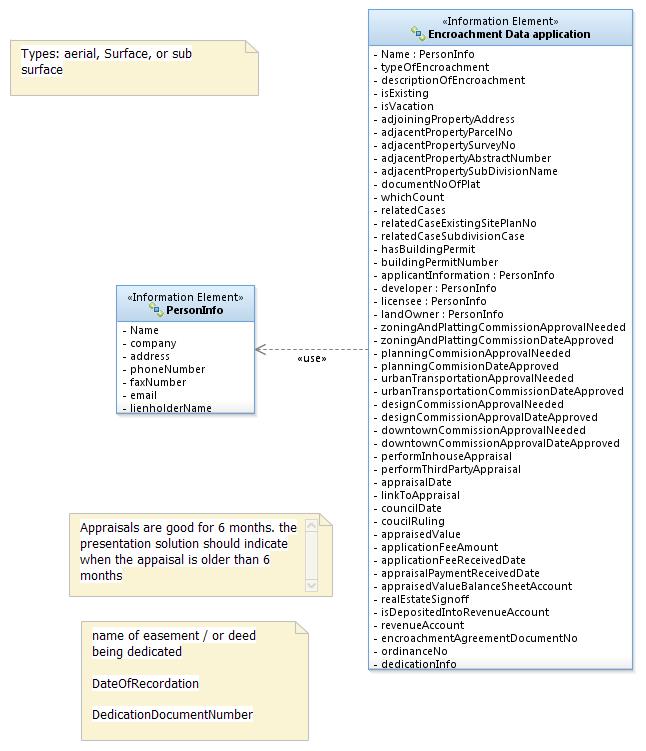 Types: aerial, Surface, or sub
surface
«Information Element»
Encroachment Data application
- Name : PersonInfo
- typeOfEncroachment
- descriptionOfEncroachment
- isExisting
- isVacation
- adjoiningPropertyAddress
- adjacentPropertyParcelNo
- adjacentPropertySurveyNo
- adjacentPropertyAbstractNumber
- adjacentPropertySubDivisionName
- documentNoOfPlat
- whichCount
- relatedCases
- relatedCaseExistingSitePlanNo
- relatedCaseSubdivisionCase
- hasBuildingPermit
- buildingPermitNumber
- applicantInformation : PersonInfo
- developer : PersonInfo
- licensee : PersonInfo
- landOwner : PersonInfo
- zoningAndPlattingCommissionApprovalNeeded
- zoningAndPlattingCommissionDateApproved
- planningCommisionApprovalNeeded
- planningCommisionDateApproved
- urbanTransportationApprovalNeeded
- urbanTransportationCommissionDateApproved
- designCommissionApprovalNeeded
- designCommissionApprovalDateApproved
- downtownCommissionApprovalNeeded
- downtownCommissionApprovalDateApproved
- performInhouseAppraisal
- performThirdPartyAppraisal
- appraisalDate
- linkToAppraisal
- councilDate
- coucilRuling
- appraisedValue
- applicationFeeAmount
- applicationFeeReceivedDate
- appraisalPaymentReceivedDate
- appraisedValueBalanceSheetAccount
- realEstateSignoff
- isDepositedIntoRevenueAccount
- revenueAccount
- encroachmentAgreementDocumentNo
- ordinanceNo
- dedicationInfo
«Information Element»
PersonInfo
- Name
- company
- address
- phoneNumber
- faxNumber
- email
- lienholderName
«use»
Appraisals are good for 6 months. the
presentation solution should indicate
when the appaisal is older than 6
months
name of easement / or deed
being dedicated
DateOfRecordation
DedicationDocumentNumber